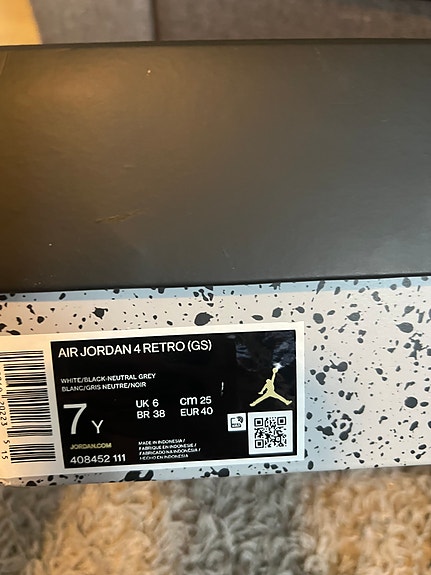 AIR JORDAN 4 RETRO (GS)
WHITE/BLACK-NEUTRAL GREY
BLANC/GRIS NEUTRE/NOIR
7Y
UK 6 cm 25
BR 38 EUR 40
JORDAN.COM
408452 111
MADE IN INDONESIA /
FABRIQUÉ EN INDONÉSIE /
FABRICADO NA INDONÉSIA /
HECHO EN INDONESIA